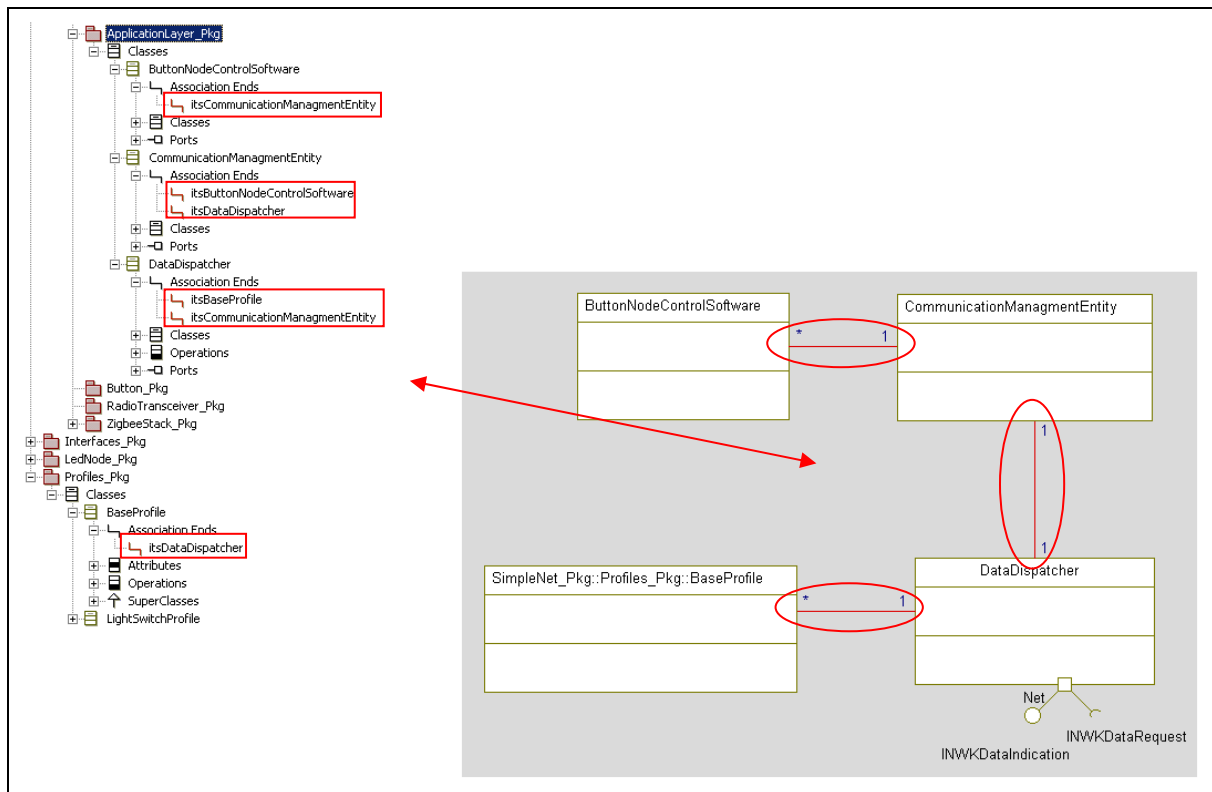 ApplicationLayer_Pkg
Classes
ButtonNodeControlSoftware
Association Ends
itsCommunicationManagmentEntity
Classes
Ports
CommunicationManagmentEntity
Association Ends
itsButtonNodeControlSoftware
itsDataDispatcher
Classes
Ports
DataDispatcher
Association Ends
itsBaseProfile
itsCommunicationManagmentEntity
Classes
Operations
Ports
Button_Pkg
RadioTransceiver_Pkg
ZigbeeStack_Pkg
Interfaces_Pkg
LedNode_Pkg
Profiles_Pkg
Classes
BaseProfile
Association Ends
itsDataDispatcher
Attributes
Operations
SuperClasses
LightSwitchProfile
ButtonNodeControlSoftware
CommunicationManagmentEntity
* 1
1
1
SimpleNet_Pkg::Profiles_Pkg::BaseProfile
DataDispatcher
* 1
Net
INWKDataRequest
INWKDataIndication